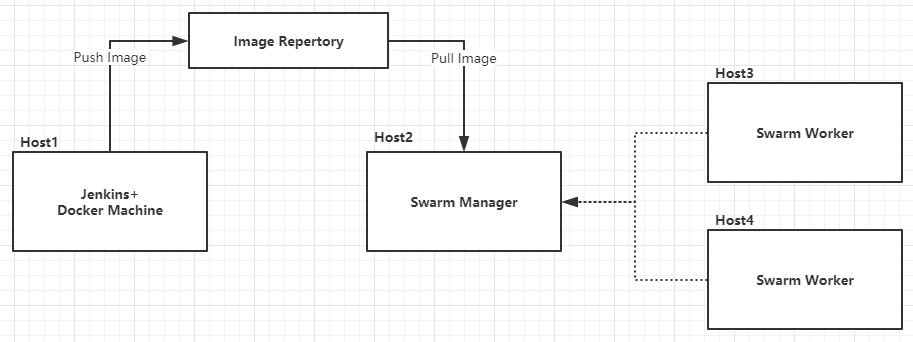 Image Repertory
Push Image
Pull Image
Host3
Swarm Worker
Host1
Jenkins+
Docker Machine
Host2
Swarm Manager
Host4
Swarm Worker